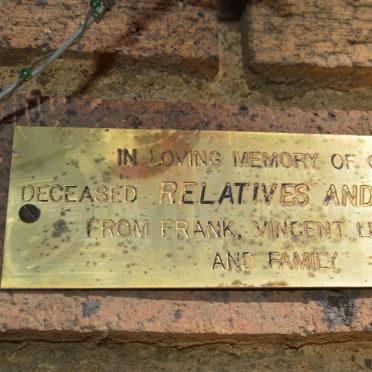 IN LOVING MEMORY OF
DECEASED RELATIVES AND
FROM FRANK, VINCENT
AND FAMILY